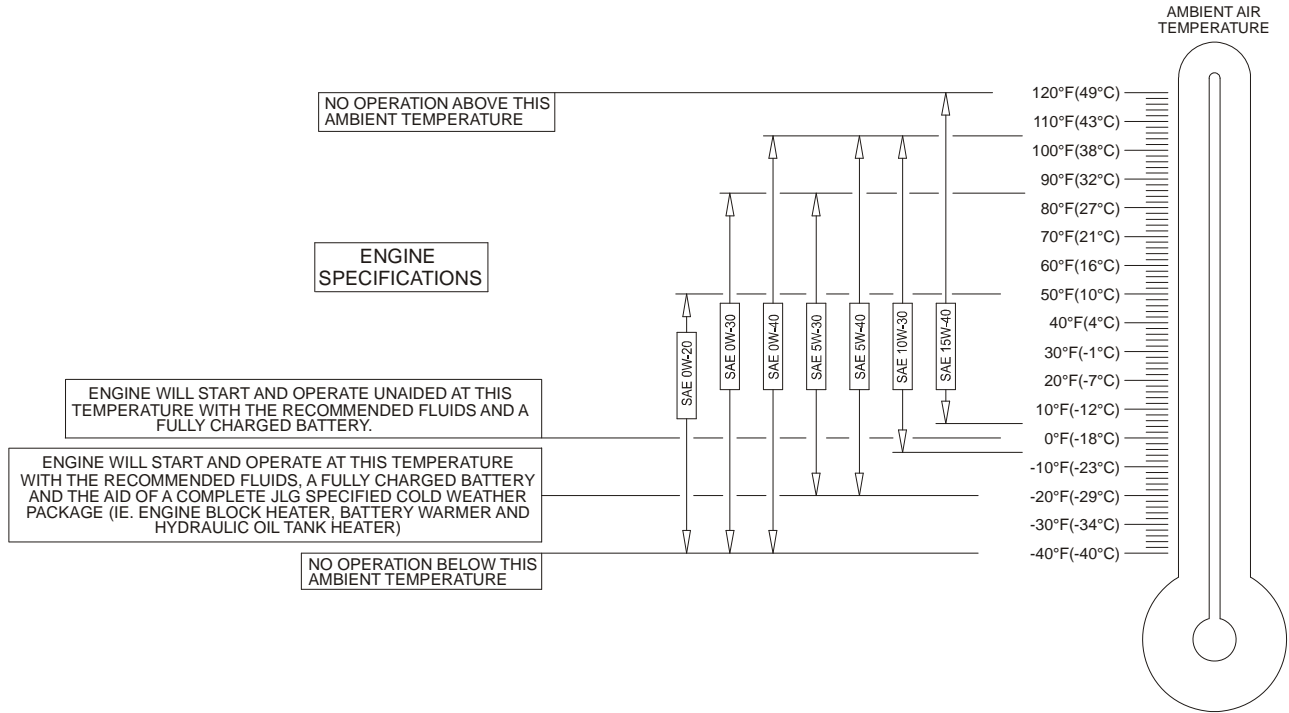 AMBIENT AIR
TEMPERATURE
NO OPERATION ABOVE THIS
AMBIENT TEMPERATURE
120°F(49°C)
110°F(43°C)
100°F(38°C)
90°F(32°C)
80°F(27°C)
70°F(21°C)
60°F(16°C)
50°F(10°C)
40°F(4°C)
30°F(-1°C)
20°F(-7°C)
10°F(-12°C)
0°F(-18°C)
-10°F(-23°C)
-20°F(-29°C)
-30°F(-34°C)
-40°F(-40°C)
ENGINE
SPECIFICATIONS
SAE 0W-20
SAE 0W-30
SAE 0W-40
SAE 5W-30
SAE 5W-40
SAE 10W-30
SAE 15W-40
ENGINE WILL START AND OPERATE UNAIDED AT THIS
TEMPERATURE WITH THE RECOMMENDED FLUIDS AND A
FULLY CHARGED BATTERY.
ENGINE WILL START AND OPERATE AT THIS TEMPERATURE
WITH THE RECOMMENDED FLUIDS, A FULLY CHARGED BATTERY
AND THE AID OF A COMPLETE JLG SPECIFIED COLD WEATHER
PACKAGE (IE. ENGINE BLOCK HEATER, BATTERY WARMER AND
HYDRAULIC OIL TANK HEATER)
NO OPERATION BELOW THIS
AMBIENT TEMPERATURE